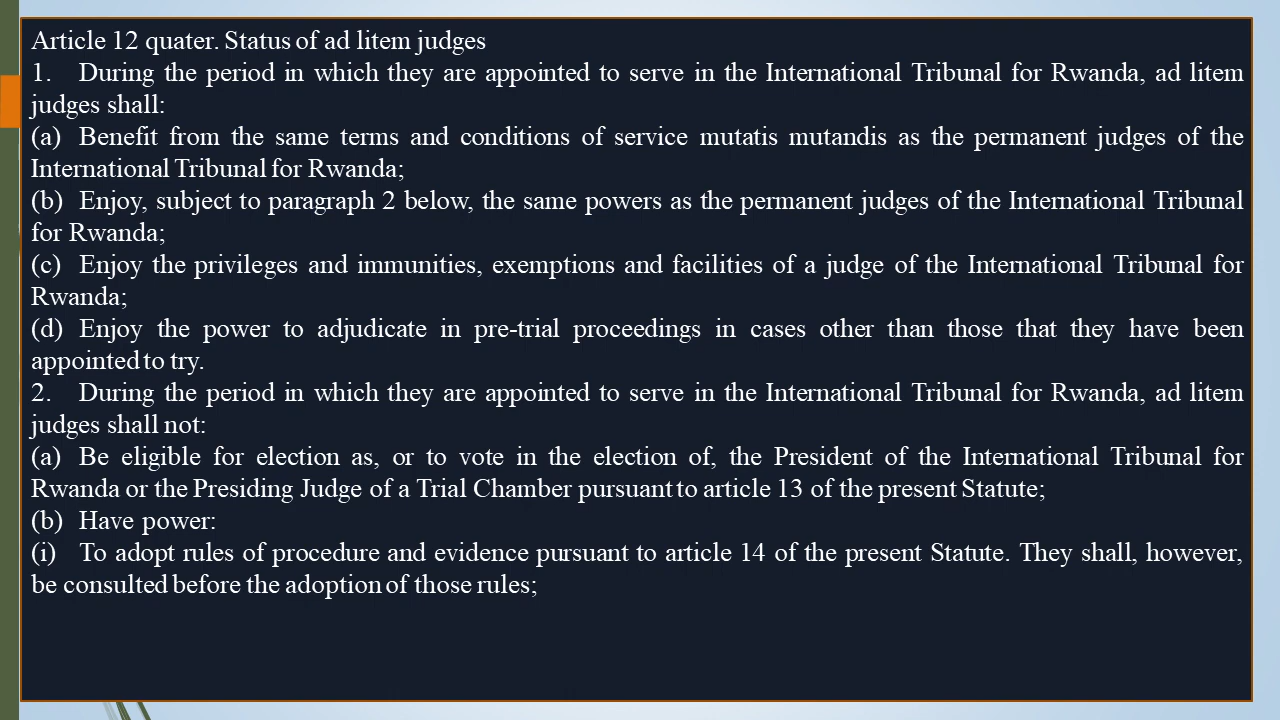 Article 12 quater. Status of ad litem judges
1. During the period in which they are appointed to serve in the International Tribunal for Rwanda, ad litem
judges shall:
(a) Benefit from the same terms and conditions of service mutatis mutandis as the permanent judges of the
International Tribunal for Rwanda;
(b) Enjoy, subject to paragraph 2 below, the same powers as the permanent judges of the International Tribunal
for Rwanda;
(c) Enjoy the privileges and immunities, exemptions and facilities of a judge of the International Tribunal for
Rwanda;
(d) Enjoy the power to adjudicate in pre-trial proceedings in cases other than those that they have been
appointed to try.
2. During the period in which they are appointed to serve in the International Tribunal for Rwanda, ad litem
judges shall not:
(a) Be eligible for election as, or to vote in the election of, the President of the International Tribunal for
Rwanda or the Presiding Judge of a Trial Chamber pursuant to article 13 of the present Statute;
(b) Have power:
(i) To adopt rules of procedure and evidence pursuant to article 14 of the present Statute. They shall, however,
be consulted before the adoption of those rules;